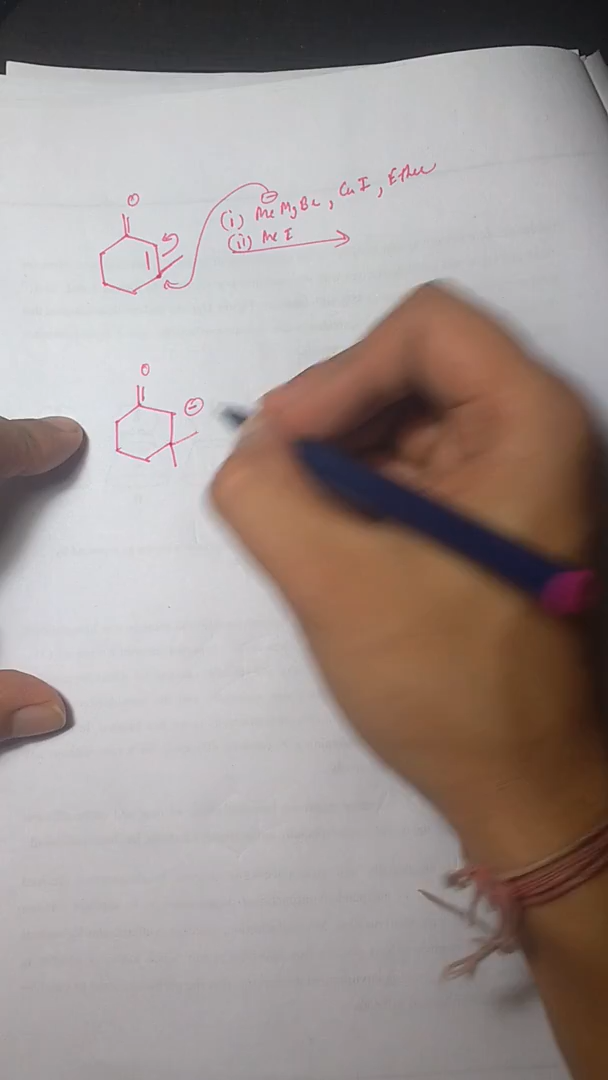 O
⊖
(i) MeMgBr, CuI, Ether
(ii) MeI
O
⊖